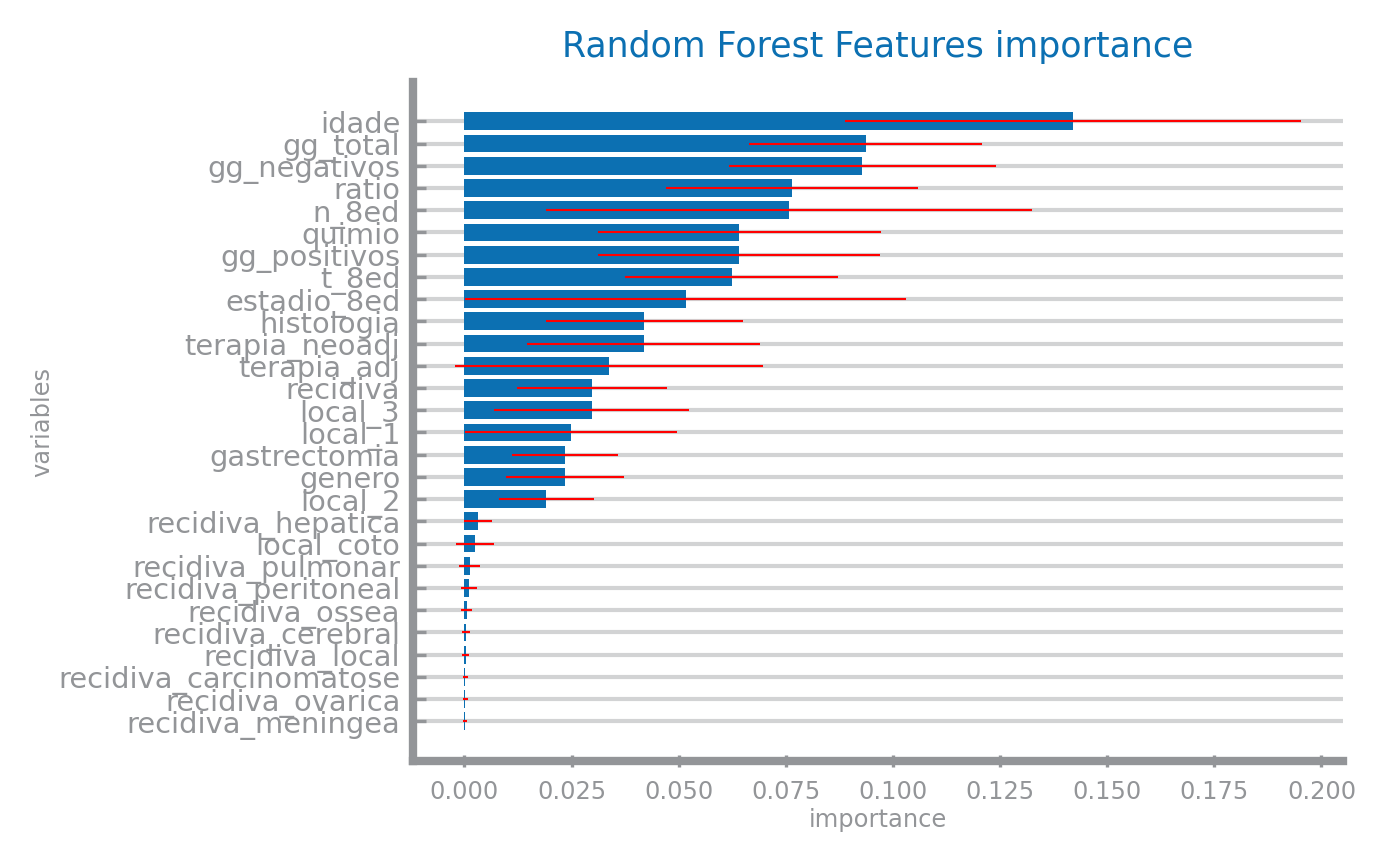 Random Forest Features importance
variables
idade
gg_total
gg_negativos
ratio
n_8ed
quimio
gg_positivos
t_8ed
estadio_8ed
histologia
terapia_neoadj
terapia_adj
recidiva
local_3
local_1
gastrectomia
genero
local_2
recidiva_hepatica
local_coto
recidiva_pulmonar
recidiva_peritoneal
recidiva_ossea
recidiva_cerebral
recidiva_local
recidiva_carcinomatose
recidiva_ovarica
recidiva_meningea
0.000 0.025 0.050 0.075 0.100 0.125 0.150 0.175 0.200
importance